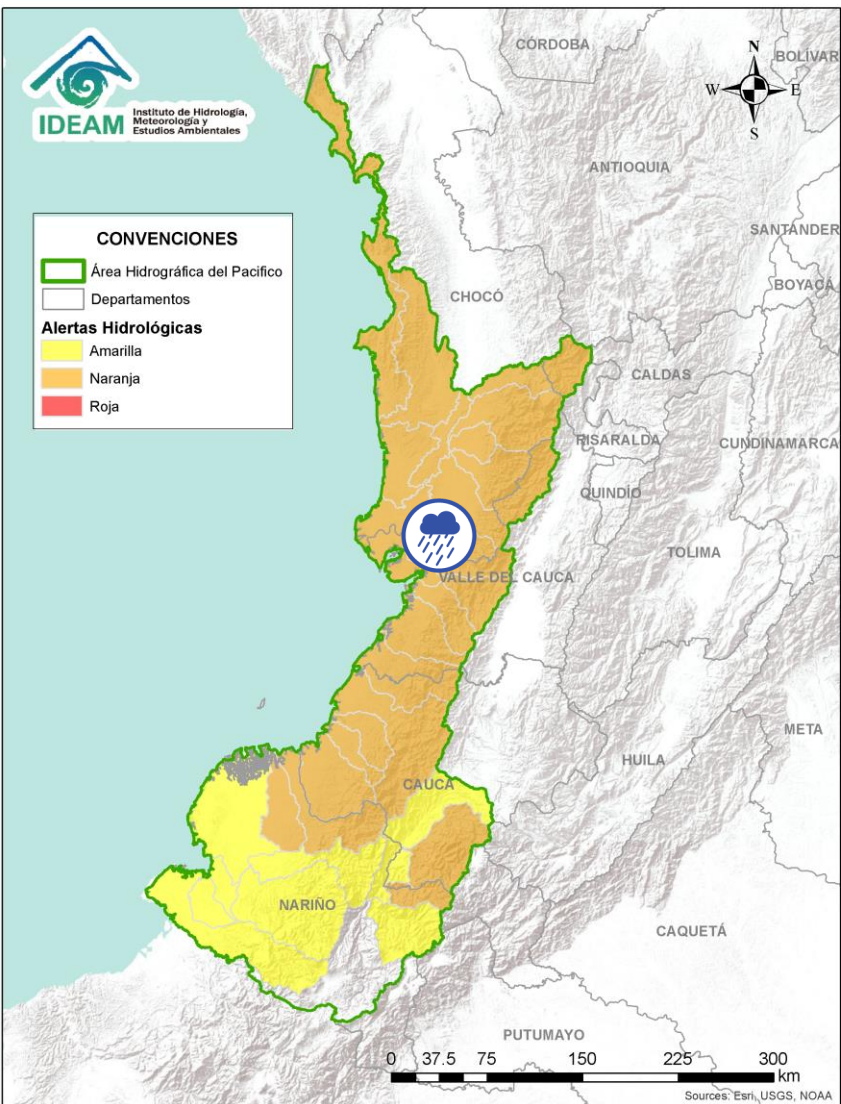 IDEAM
Instituto de Hidrología,
Meteorología y
Estudios Ambientales
CONVENCIONES
Área Hidrográfica del Pacifico
Departamentos
Alertas Hidrológicas
Amarilla
Naranja
Roja
N
W
E
S
CÓRDOBA
BOLÍVAR
ANTIOQUIA
SANTANDER
BOYACÁ
CHOCÓ
CALDAS
RISARALDA
CUNDINAMARCA
QUINDÍO
TOLIMA
VALLE DEL CAUCA
META
HUILA
CAUCA
NARIÑO
CAQUETÁ
PUTUMAYO
0 37.5 75 150 225 300
km
Sources: Esri, USGS, NOAA